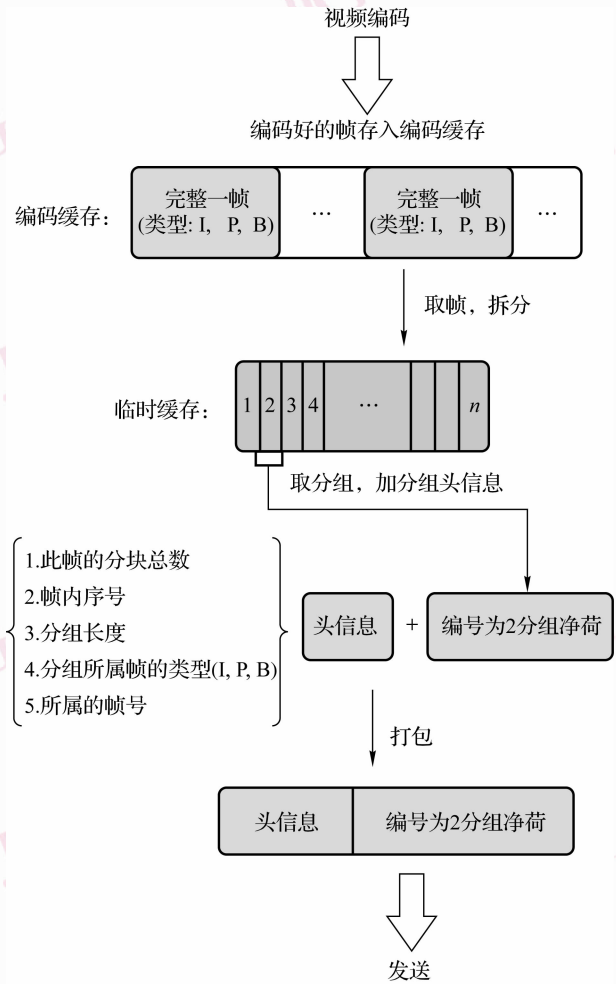 视频编码
编码好的帧存入编码缓存
编码缓存：
完整一帧
(类型: I, P, B)
…
完整一帧
(类型: I, P, B)
…
取帧，拆分
临时缓存：
1 2 3 4 … n
取分组，加分组头信息
1.此帧的分块总数
2.帧内序号
3.分组长度
4.分组所属帧的类型(I, P, B)
5.所属的帧号
头信息 + 编号为2分组净荷
打包
头信息 编号为2分组净荷
发送